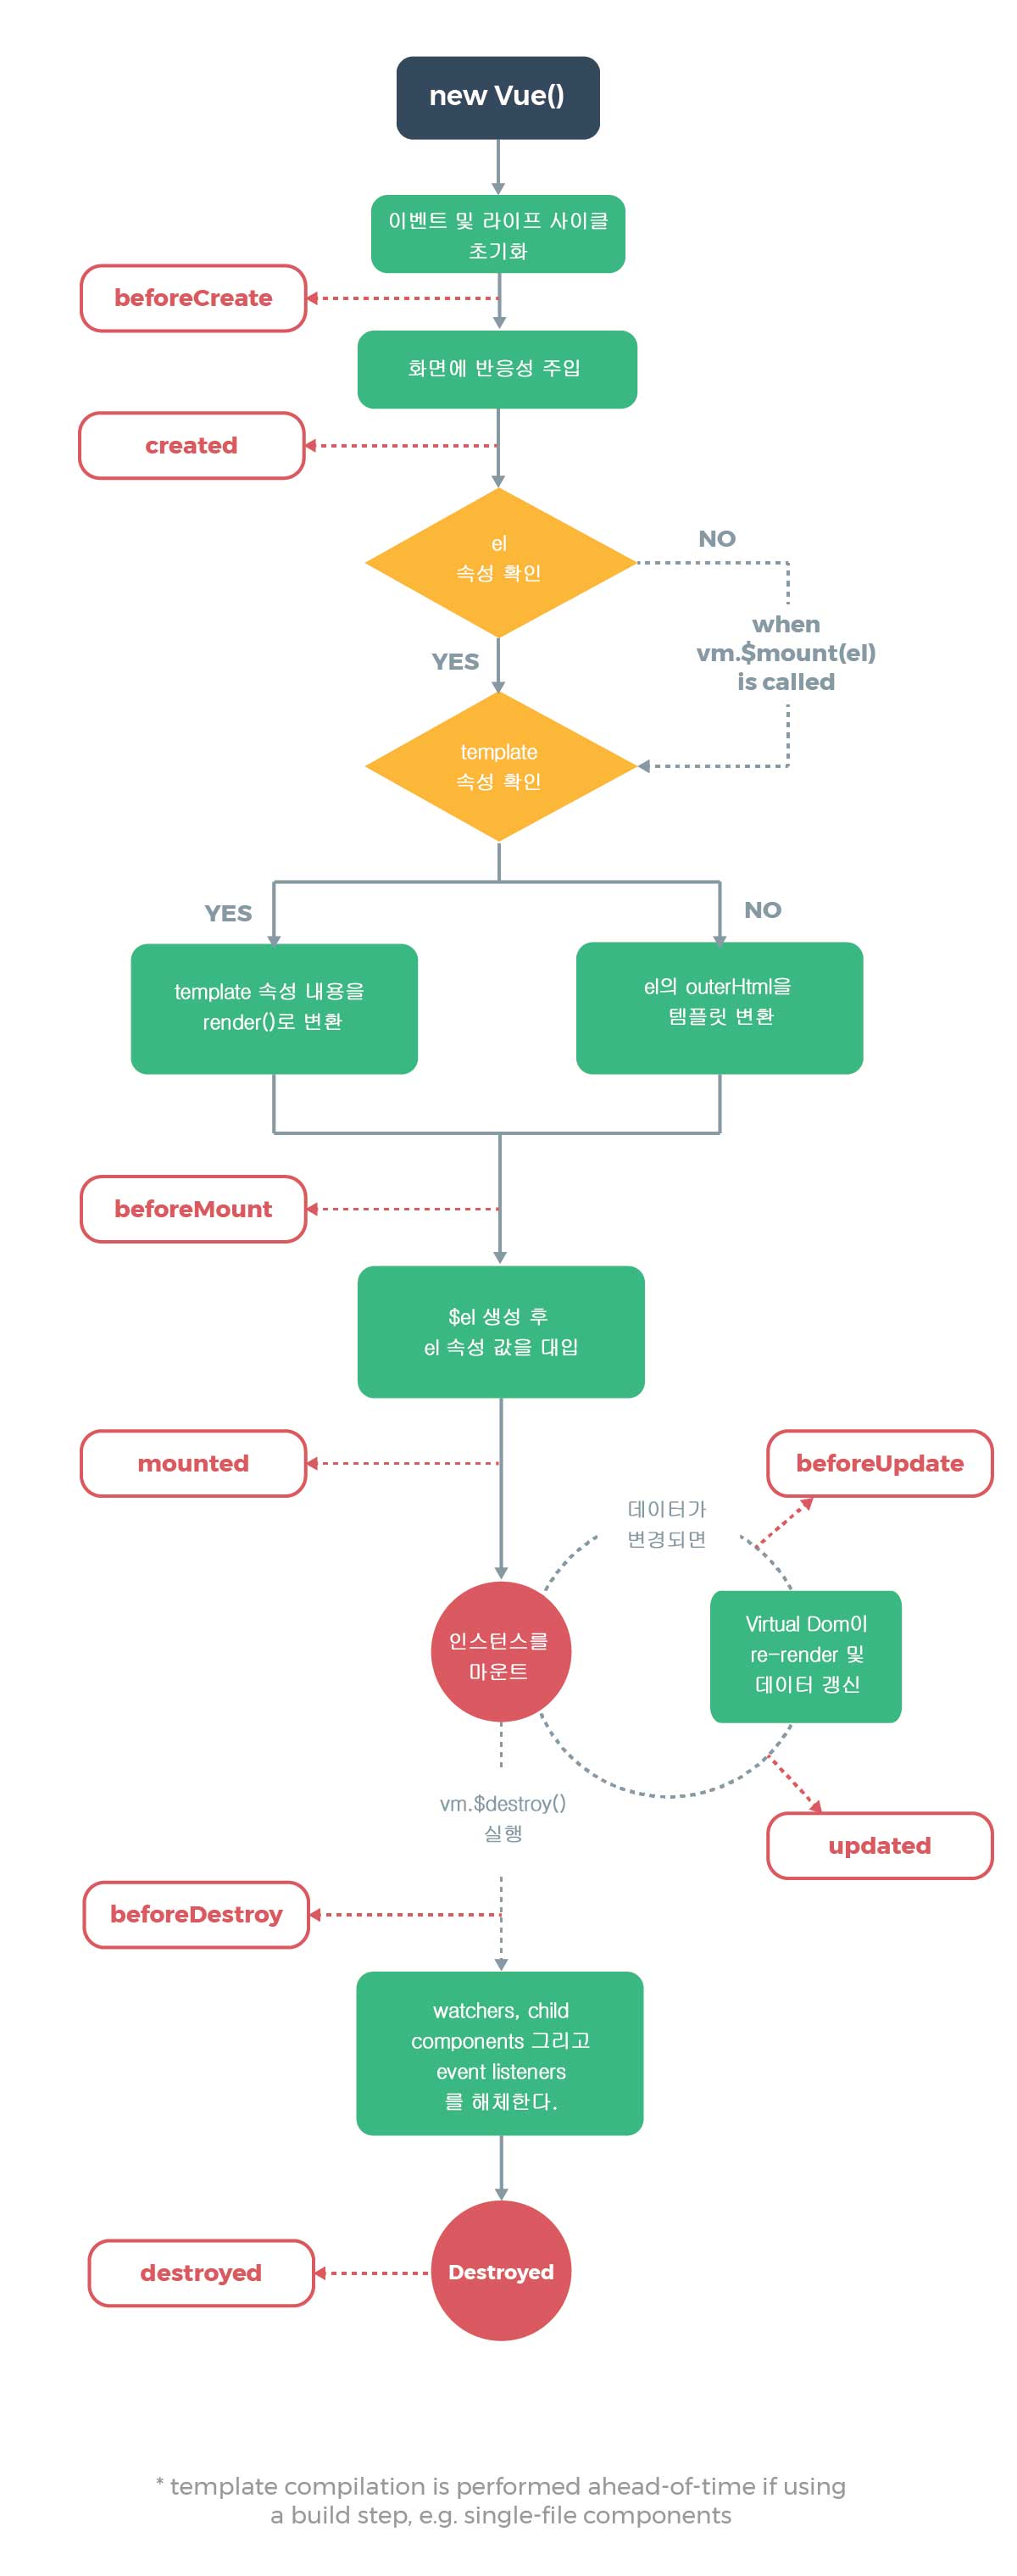 new Vue()
이벤트 및 라이프 사이클
초기화
beforeCreate
화면에 반응성 주입
created
el
속성 확인
NO
when
vm.$mount(el)
is called
YES
template
속성 확인
YES
NO
template 속성 내용을
render()로 변환
el의 outerHtml을
템플릿 변환
beforeMount
$el 생성 후
el 속성 값을 대입
mounted
beforeUpdate
데이터가
변경되면
인스턴스를
마운트
Virtual Dom이
re-render 및
데이터 갱신
vm.$destroy()
실행
updated
beforeDestroy
watchers, child
components 그리고
event listeners
를 해체한다.
destroyed
Destroyed
* template compilation is performed ahead-of-time if using
a build step, e.g. single-file components